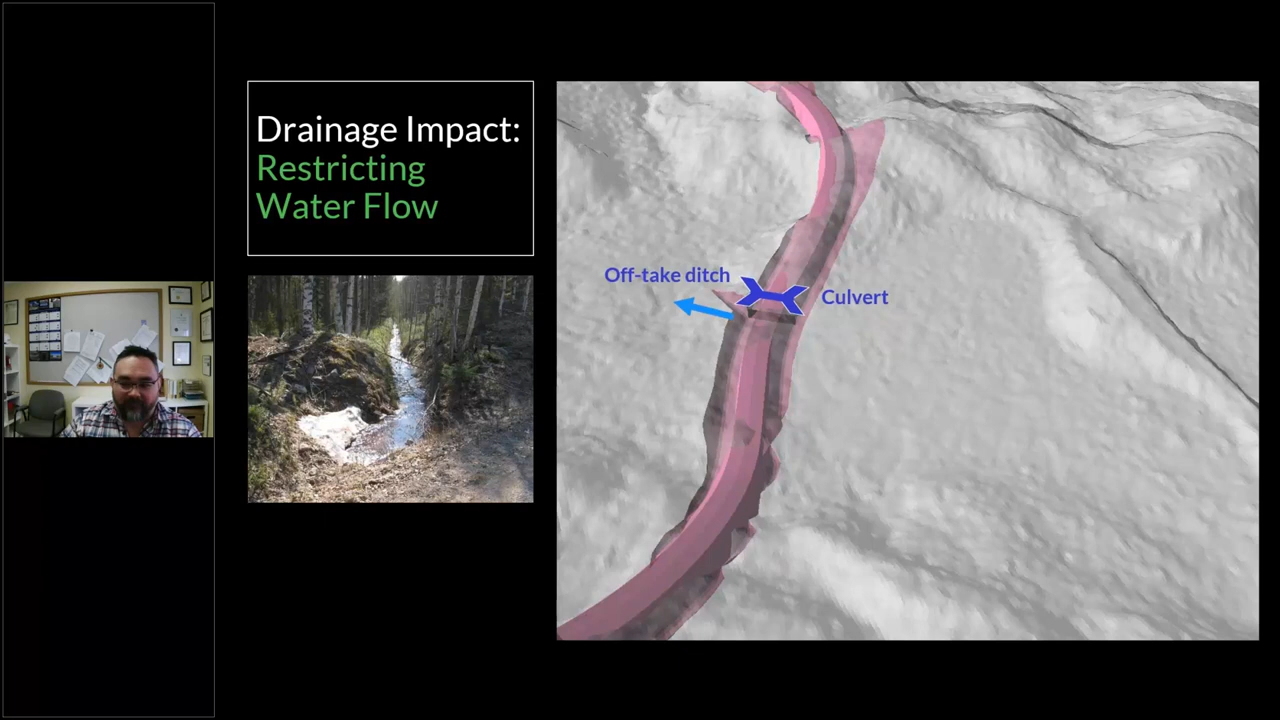 Drainage Impact:
Restricting
Water Flow
Off-take ditch
Culvert